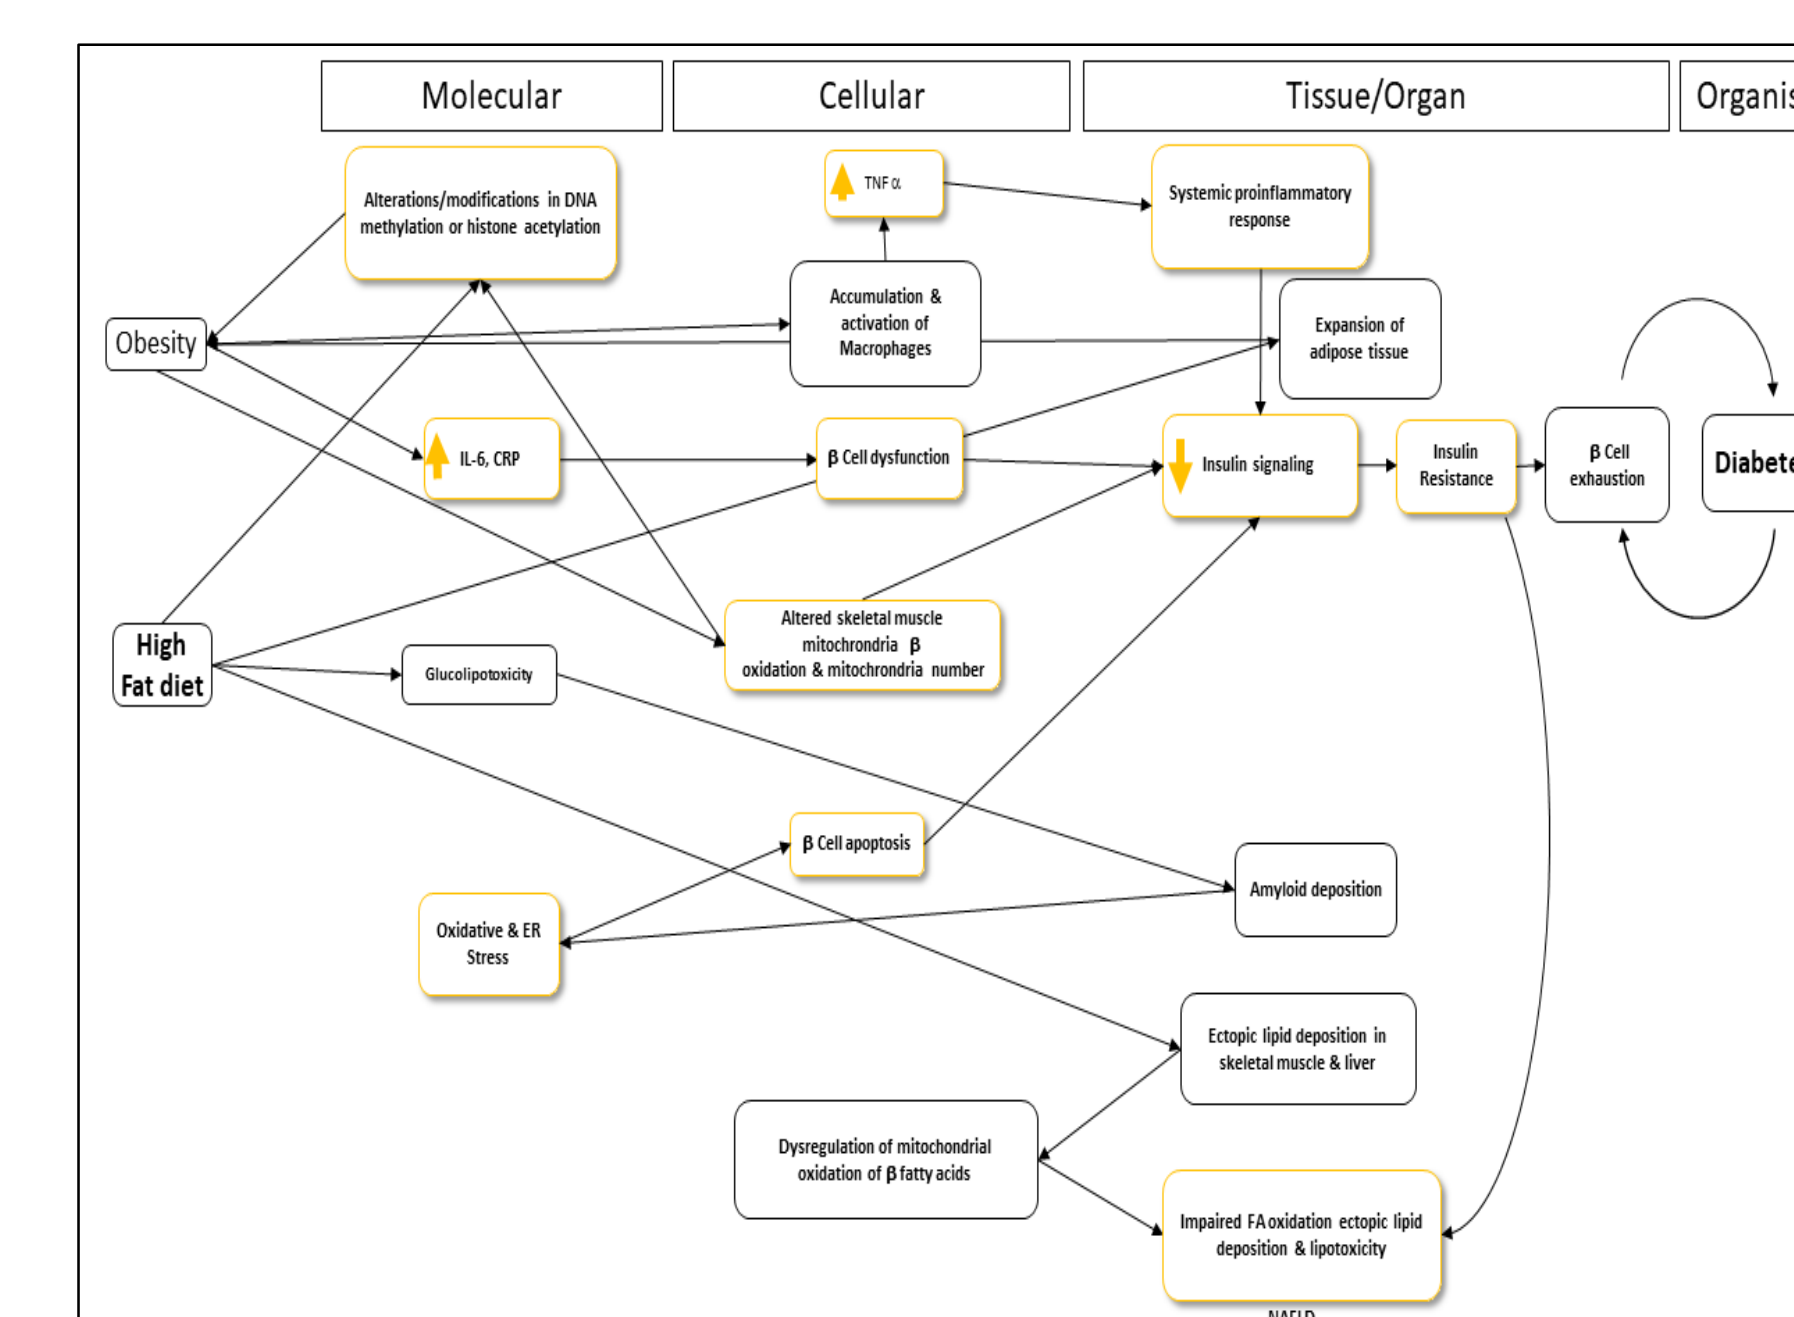 Molecular
Cellular
Tissue/Organ
Organis
Alterations/modifications in DNA
methylation or histone acetylation
TNF α
Systemic proinflammatory
response
Accumulation &
activation of
Macrophages
Expansion of
adipose tissue
Obesity
IL-6, CRP
β Cell dysfunction
Insulin signaling
Insulin
Resistance
β Cell
exhaustion
Diabete
High
Fat diet
Glucolipotoxicity
Altered skeletal muscle
mitochrondria β
oxidation & mitochrondria number
β Cell apoptosis
Amyloid deposition
Oxidative & ER
Stress
Ectopic lipid deposition in
skeletal muscle & liver
Dysregulation of mitochondrial
oxidation of β fatty acids
Impaired FA oxidation ectopic lipid
deposition & lipotoxicity